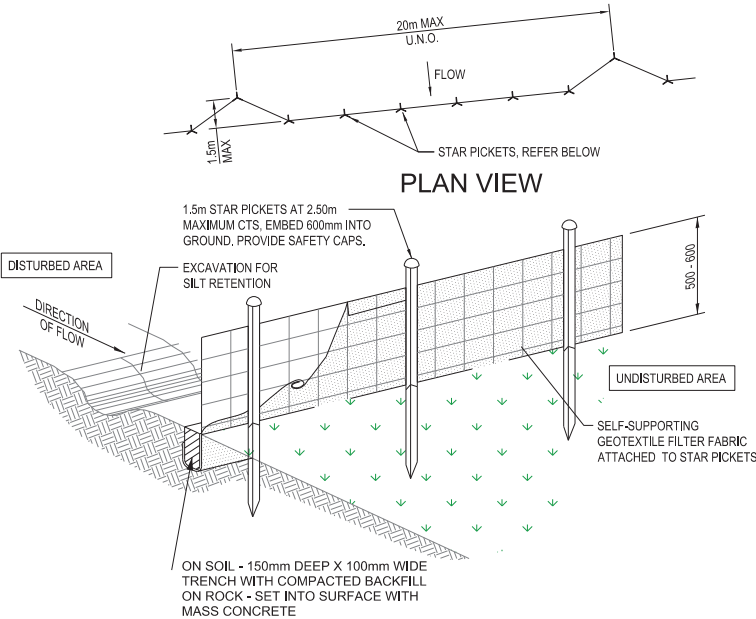 20m MAX
U.N.O.
FLOW
1.5m
MAX
STAR PICKETS, REFER BELOW
PLAN VIEW
1.5m STAR PICKETS AT 2.50m
MAXIMUM CTS, EMBED 600mm INTO
GROUND. PROVIDE SAFETY CAPS.
DISTURBED AREA
EXCAVATION FOR
SILT RETENTION
DIRECTION
OF FLOW
500 - 600
UNDISTURBED AREA
SELF-SUPPORTING
GEOTEXTILE FILTER FABRIC
ATTACHED TO STAR PICKETS
ON SOIL - 150mm DEEP X 100mm WIDE
TRENCH WITH COMPACTED BACKFILL
ON ROCK - SET INTO SURFACE WITH
MASS CONCRETE